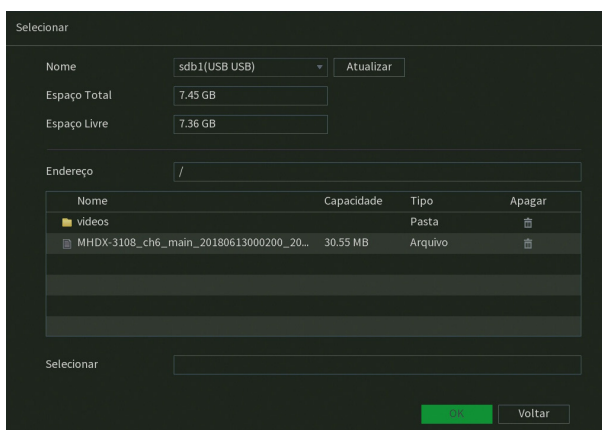 Selecionar
Nome sdb1(USB USB) Atualizar
Espaço Total 7.45 GB
Espaço Livre 7.36 GB
Endereço /
Nome Capacidade Tipo Apagar
videos Pasta
MHDX-3108_ch6_main_20180613000200_20... 30.55 MB Arquivo
Selecionar
OK Voltar